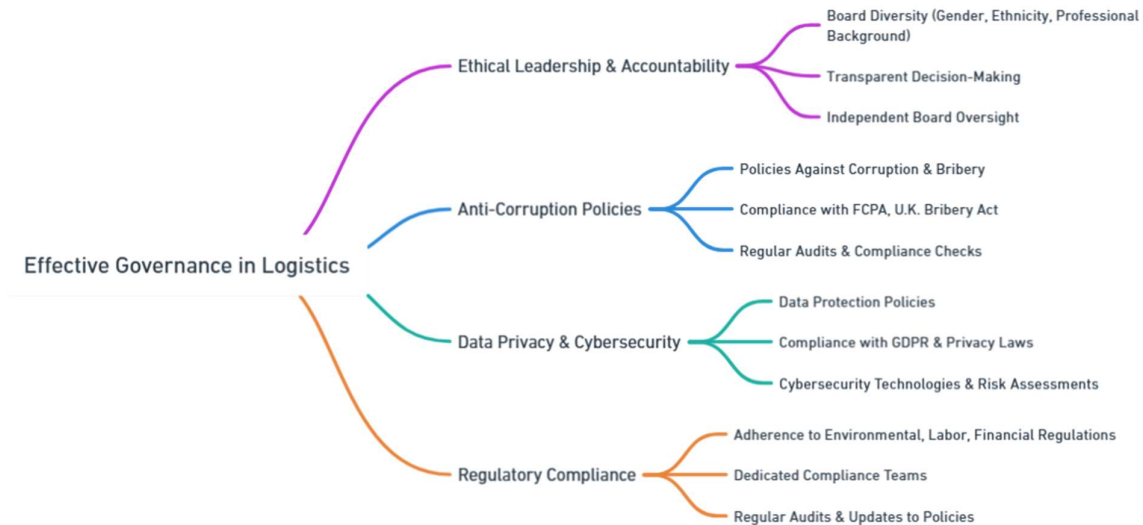 Board Diversity (Gender, Ethnicity, Professional
Background)
Ethical Leadership & Accountability
Transparent Decision-Making
Independent Board Oversight
Policies Against Corruption & Bribery
Anti-Corruption Policies
Compliance with FCPA, U.K. Bribery Act
Regular Audits & Compliance Checks
Effective Governance in Logistics
Data Protection Policies
Data Privacy & Cybersecurity
Compliance with GDPR & Privacy Laws
Cybersecurity Technologies & Risk Assessments
Adherence to Environmental, Labor, Financial Regulations
Regulatory Compliance
Dedicated Compliance Teams
Regular Audits & Updates to Policies